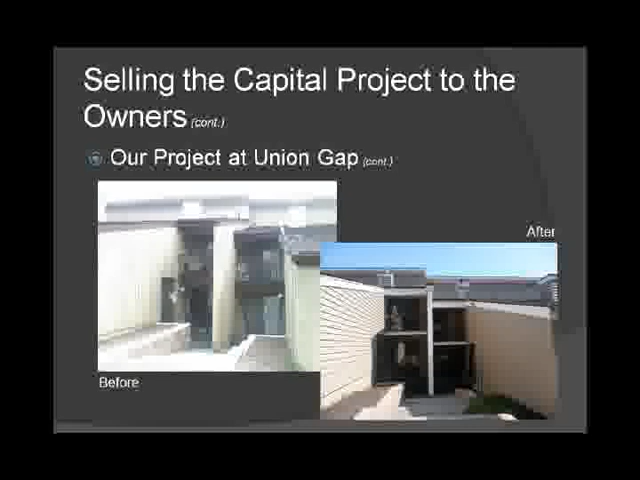 Selling the Capital Project to the
Owners (cont.)
Our Project at Union Gap (cont.)
After
Before